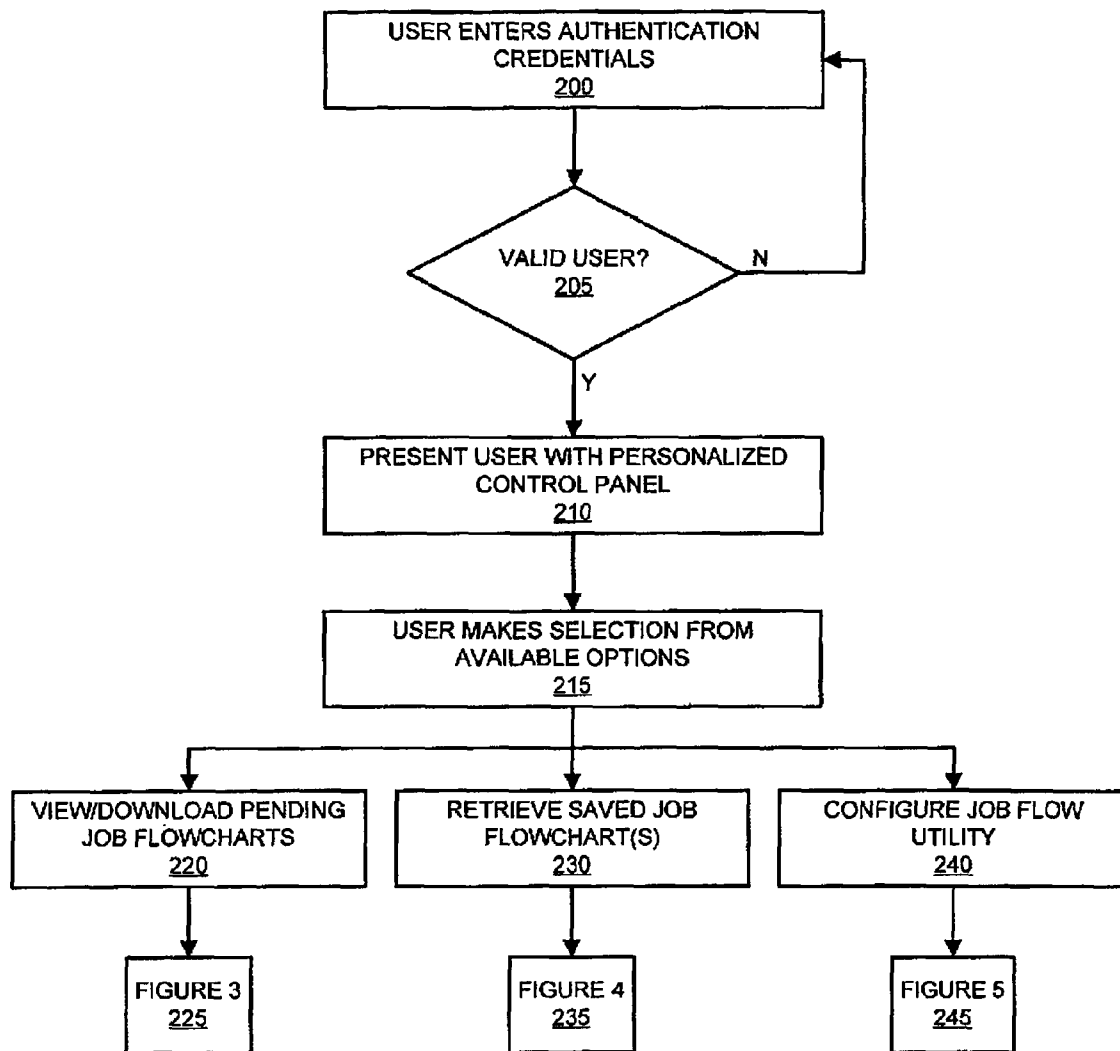 USER ENTERS AUTHENTICATION
CREDENTIALS
200
VALID USER?
205
N
Y
PRESENT USER WITH PERSONALIZED
CONTROL PANEL
210
USER MAKES SELECTION FROM
AVAILABLE OPTIONS
215
VIEW/DOWNLOAD PENDING
JOB FLOWCHARTS
220
RETRIEVE SAVED JOB
FLOWCHART(S)
230
CONFIGURE JOB FLOW
UTILITY
240
FIGURE 3
225
FIGURE 4
235
FIGURE 5
245